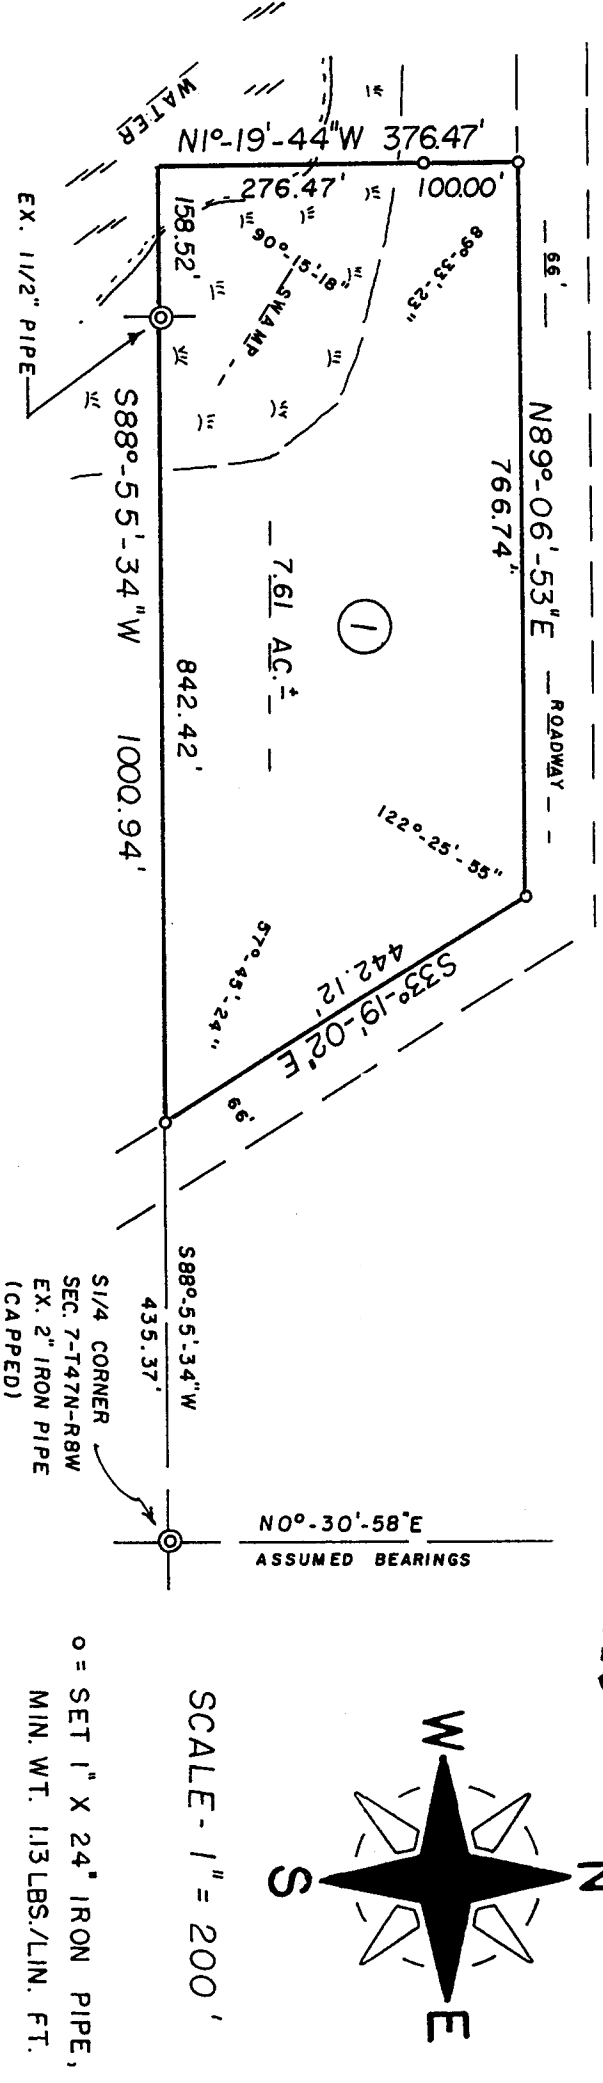 WATER
N1°-19'-44"W 376.47'
276.47'
100.00'
158.52'
90°-15'-18"
89°-33'-23"
SWAMP
EX. 1 1/2" PIPE
66'
N89°-06'-53"E
766.74'
ROADWAY
S88°-55'-34"W 1000.94'
842.42'
7.61 AC.±
1
122°-25'-55"
57°-45'-24"
S33°-19'-02"E
442.12'
66'
S88°-55'-34"W
435.37'
S1/4 CORNER
SEC. 7-T47N-R8W
EX. 2" IRON PIPE
(CAPPED)
N0°-30'-58"E
ASSUMED BEARINGS
N
W
E
S
SCALE - 1" = 200'
o = SET 1" X 24" IRON PIPE,
MIN. WT. 1.13 LBS./LIN. FT.